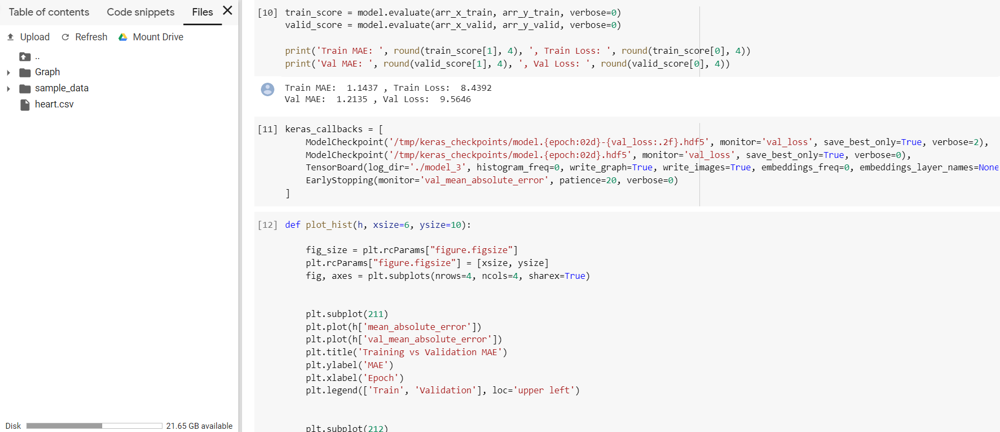 Table of contents Code snippets Files
Upload Refresh Mount Drive
..
Graph
sample_data
heart.csv
Disk 21.65 GB available
[10] train_score = model.evaluate(arr_x_train, arr_y_train, verbose=0)
valid_score = model.evaluate(arr_x_valid, arr_y_valid, verbose=0)
print('Train MAE: ', round(train_score[1], 4), ', Train Loss: ', round(train_score[0], 4))
print('Val MAE: ', round(valid_score[1], 4), ', Val Loss: ', round(valid_score[0], 4))
Train MAE:  1.1437 , Train Loss:  8.4392
Val MAE:  1.2135 , Val Loss:  9.5646
[11] keras_callbacks = [
ModelCheckpoint('/tmp/keras_checkpoints/model.{epoch:02d}-{val_loss:.2f}.hdf5', monitor='val_loss', save_best_only=True, verbose=2),
ModelCheckpoint('/tmp/keras_checkpoints/model.{epoch:02d}.hdf5', monitor='val_loss', save_best_only=True, verbose=0),
TensorBoard(log_dir='./model_3', histogram_freq=0, write_graph=True, write_images=True, embeddings_freq=0, embeddings_layer_names=None
EarlyStopping(monitor='val_mean_absolute_error', patience=20, verbose=0)
]
[12] def plot_hist(h, xsize=6, ysize=10):
fig_size = plt.rcParams["figure.figsize"]
plt.rcParams["figure.figsize"] = [xsize, ysize]
fig, axes = plt.subplots(nrows=4, ncols=4, sharex=True)
plt.subplot(211)
plt.plot(h['mean_absolute_error'])
plt.plot(h['val_mean_absolute_error'])
plt.title('Training vs Validation MAE')
plt.ylabel('MAE')
plt.xlabel('Epoch')
plt.legend(['Train', 'Validation'], loc='upper left')
plt.subplot(212)